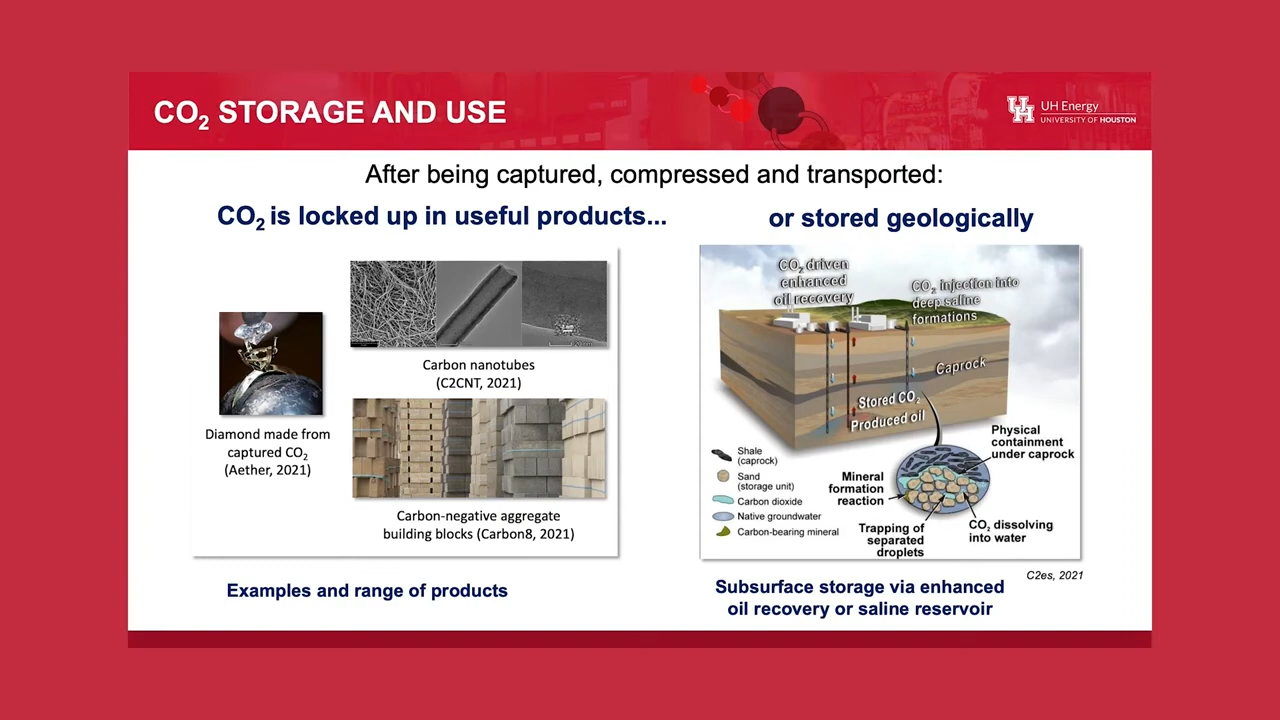 CO₂ STORAGE AND USE
UH Energy
UNIVERSITY OF HOUSTON
After being captured, compressed and transported:
CO₂ is locked up in useful products...
or stored geologically
Carbon nanotubes
(C2CNT, 2021)
Diamond made from
captured CO₂
(Aether, 2021)
Carbon-negative aggregate
building blocks (Carbon8, 2021)
Examples and range of products
CO₂ driven
enhanced
oil recovery
CO₂ injection into
deep saline
formations
Caprock
Stored CO₂
Produced oil
Shale
(caprock)
Sand
(storage unit)
Carbon dioxide
Native groundwater
Carbon-bearing mineral
Physical
containment
under caprock
Mineral
formation
reaction
Trapping of
separated
droplets
CO₂ dissolving
into water
C2es, 2021
Subsurface storage via enhanced
oil recovery or saline reservoir